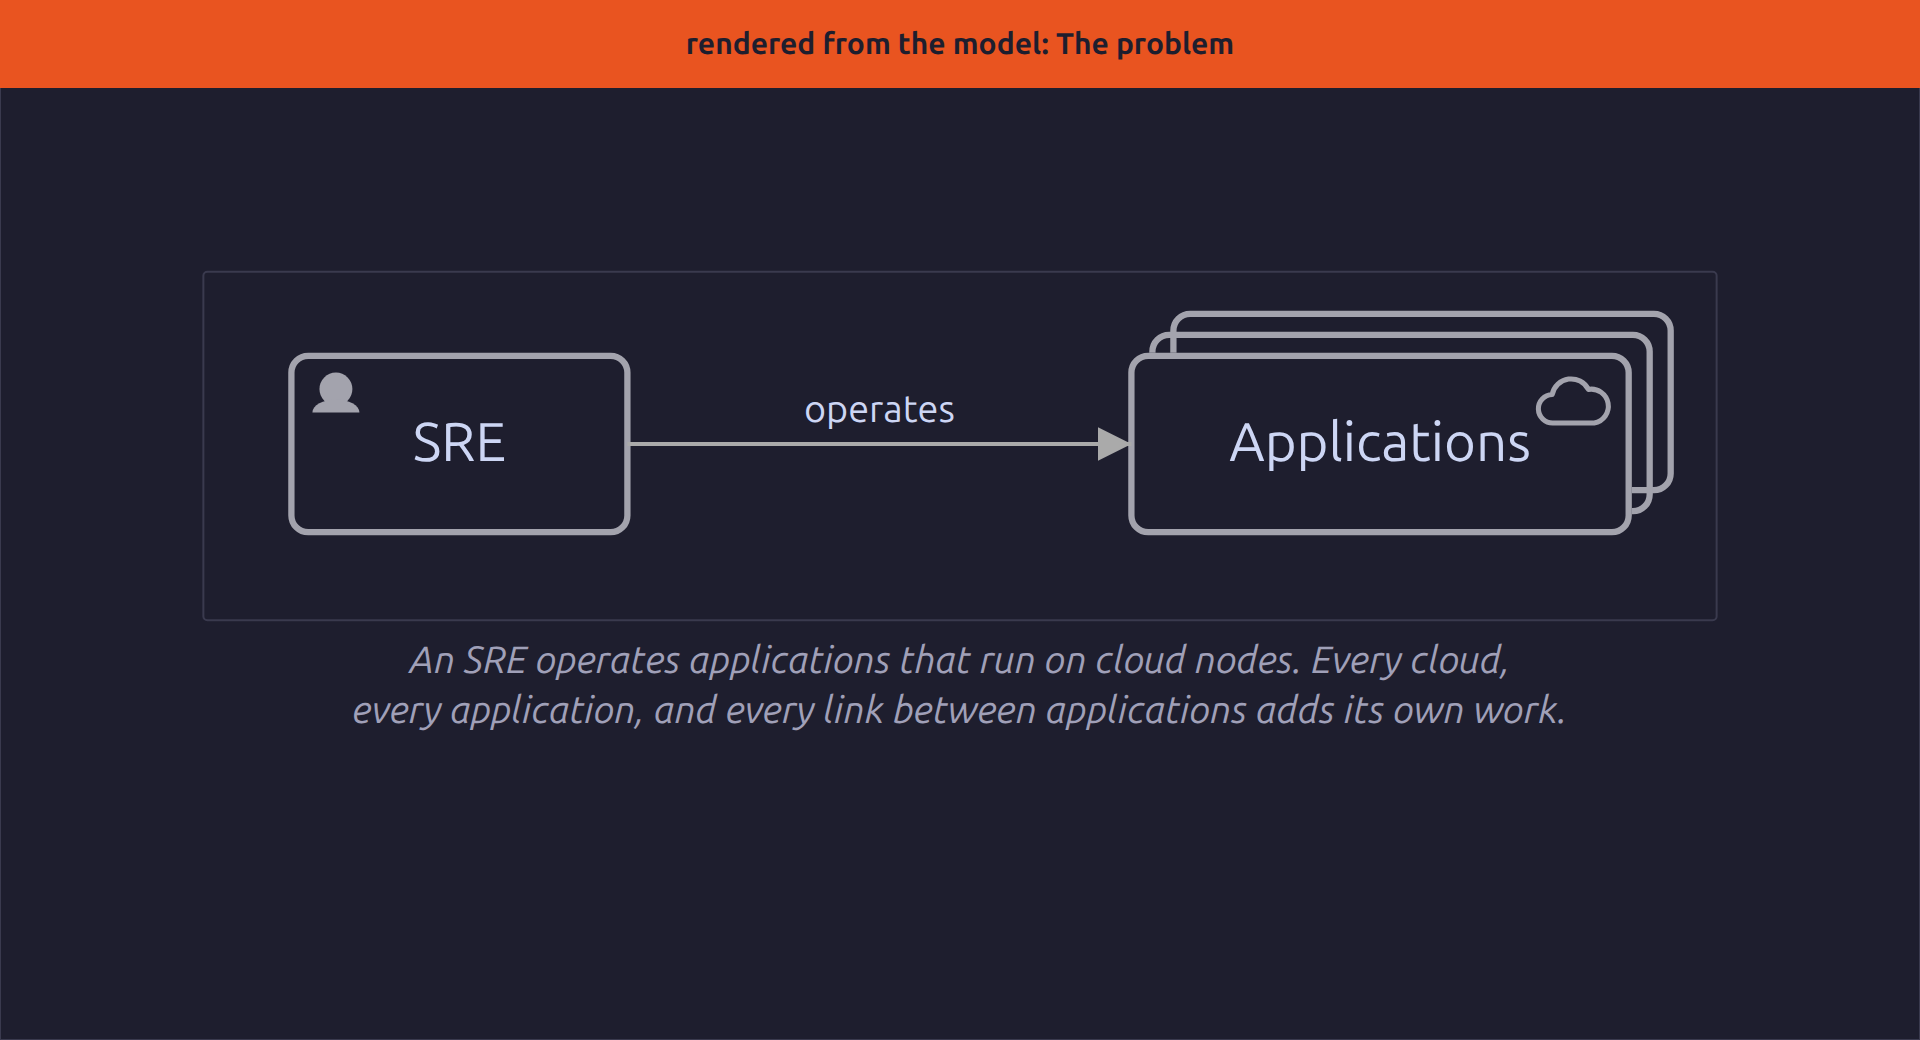 rendered from the model: The problem
SRE
operates
Applications
An SRE operates applications that run on cloud nodes. Every cloud,
every application, and every link between applications adds its own work.